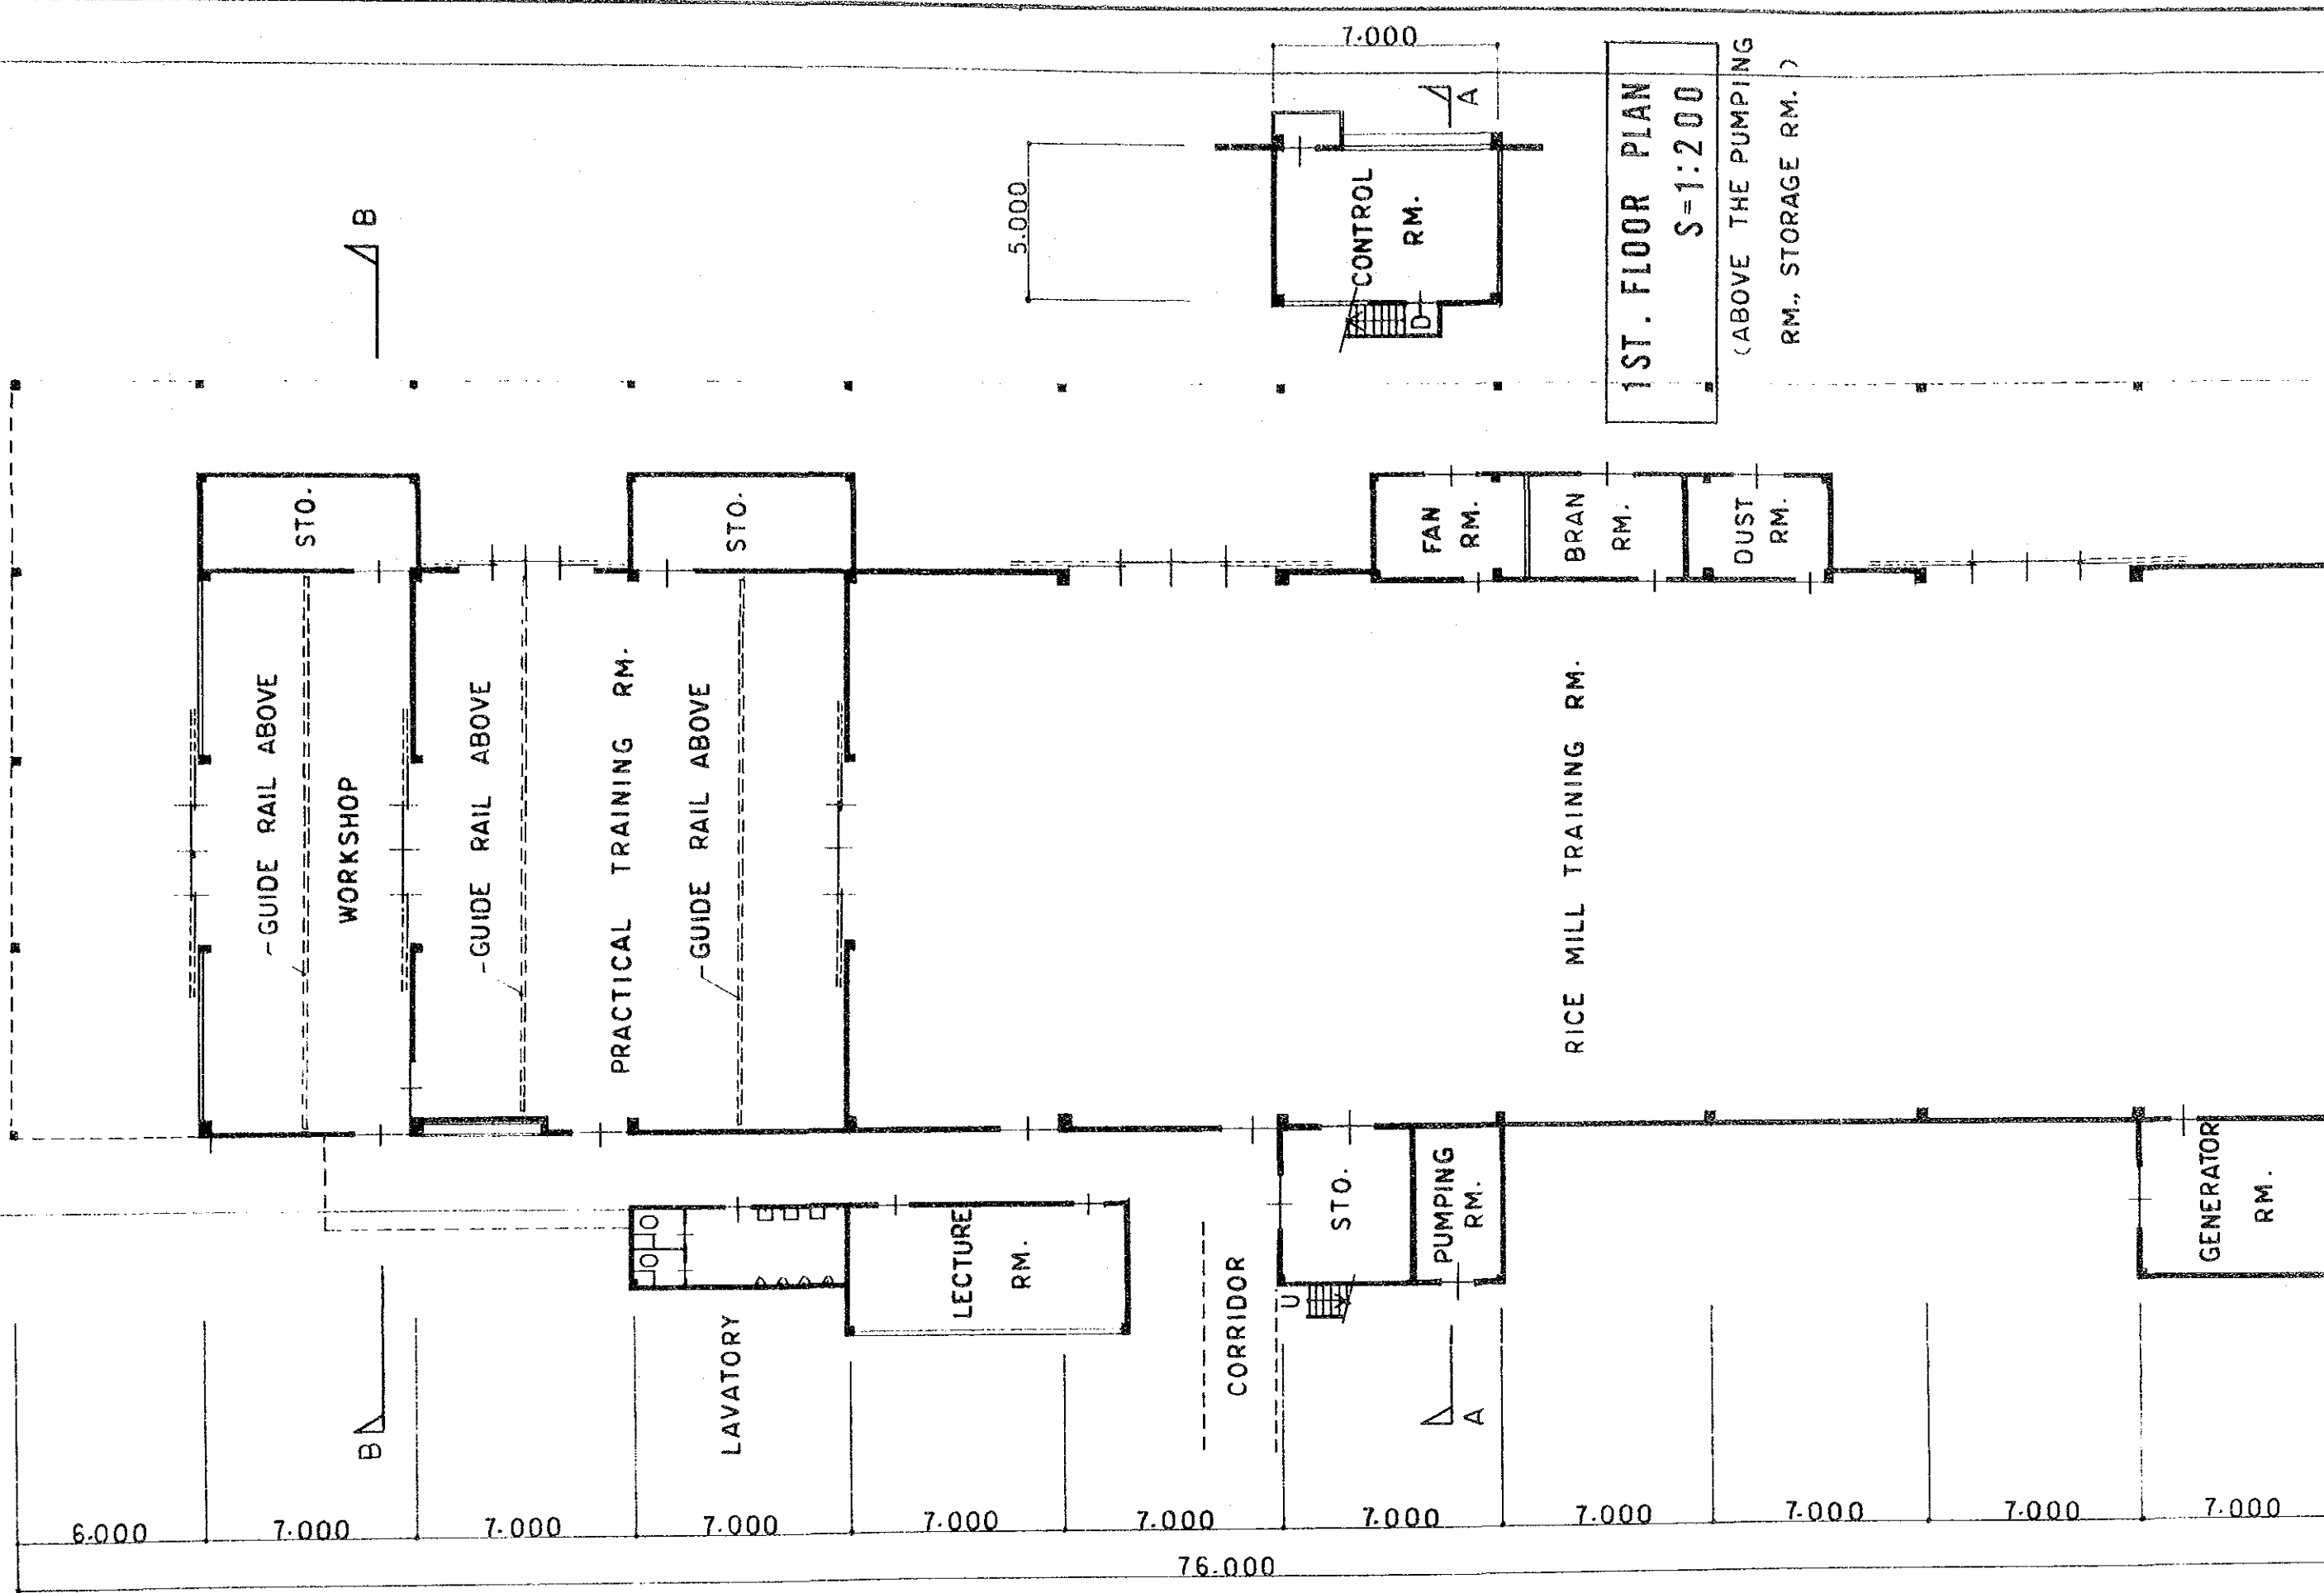 7.000
5.000
CONTROL
RM.
D
A
1ST. FLOOR PLAN
S=1:200
(ABOVE THE PUMPING
RM., STORAGE RM. )
B
STO.
STO.
FAN
RM.
BRAN
RM.
DUST
RM.
GUIDE RAIL ABOVE
WORKSHOP
GUIDE RAIL ABOVE
PRACTICAL TRAINING RM.
GUIDE RAIL ABOVE
RICE MILL TRAINING RM.
LAVATORY
LECTURE
RM.
CORRIDOR
STO.
PUMPING
RM.
U
GENERATOR
RM.
B
A
6.000
7.000
7.000
7.000
7.000
7.000
7.000
7.000
7.000
7.000
7.000
76.000